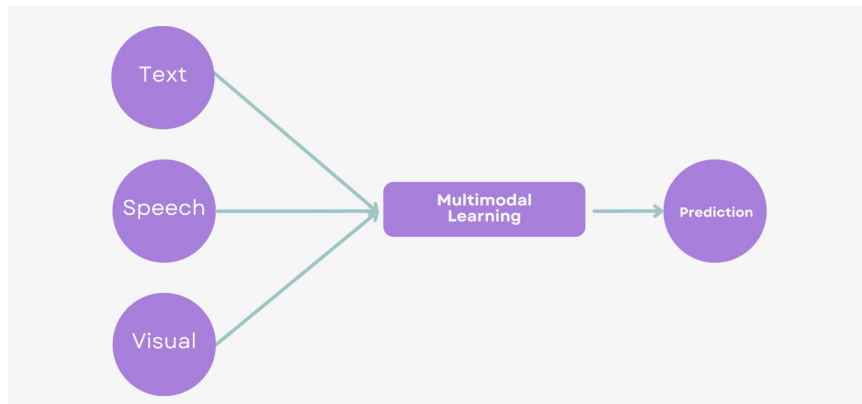 Text
Speech
Visual
Multimodal
Learning
Prediction